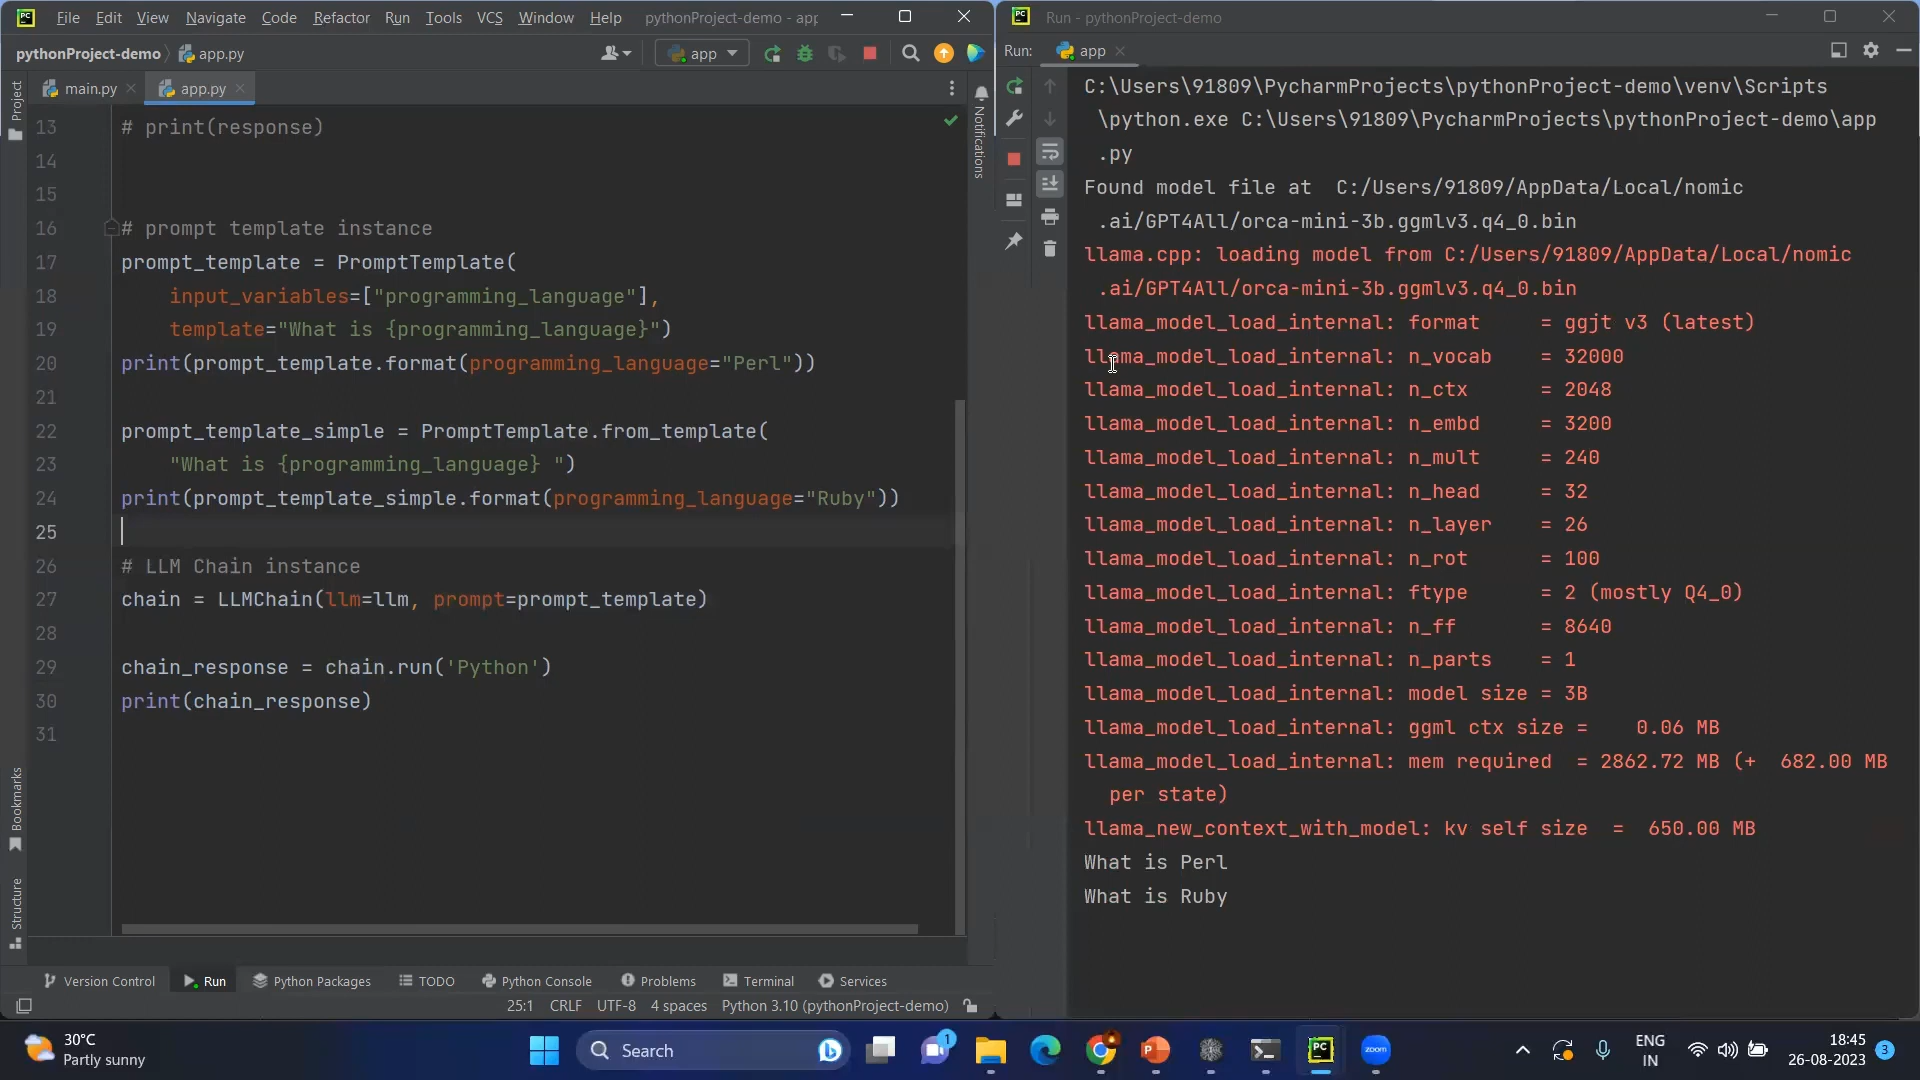 File Edit View Navigate Code Refactor Run Tools VCS Window Help pythonProject-demo - app
pythonProject-demo app.py app
main.py app.py
Project
Notifications
13 # print(response)
14
15
16 # prompt template instance
17 prompt_template = PromptTemplate(
18 input_variables=["programming_language"],
19 template="What is {programming_language}")
20 print(prompt_template.format(programming_language="Perl"))
21
22 prompt_template_simple = PromptTemplate.from_template(
23 "What is {programming_language} ")
24 print(prompt_template_simple.format(programming_language="Ruby"))
25
26 # LLM Chain instance
27 chain = LLMChain(llm=llm, prompt=prompt_template)
28
29 chain_response = chain.run('Python')
30 print(chain_response)
31
Bookmarks
Structure
Version Control Run Python Packages TODO Python Console Problems Terminal Services
25:1 CRLF UTF-8 4 spaces Python 3.10 (pythonProject-demo)
Run - pythonProject-demo
Run: app
C:\Users\91809\PycharmProjects\pythonProject-demo\venv\Scripts
\python.exe C:\Users\91809\PycharmProjects\pythonProject-demo\app
.py
Found model file at C:/Users/91809/AppData/Local/nomic
.ai/GPT4All/orca-mini-3b.ggmlv3.q4_0.bin
llama.cpp: loading model from C:/Users/91809/AppData/Local/nomic
.ai/GPT4All/orca-mini-3b.ggmlv3.q4_0.bin
llama_model_load_internal: format = ggjt v3 (latest)
llama_model_load_internal: n_vocab = 32000
llama_model_load_internal: n_ctx = 2048
llama_model_load_internal: n_embd = 3200
llama_model_load_internal: n_mult = 240
llama_model_load_internal: n_head = 32
llama_model_load_internal: n_layer = 26
llama_model_load_internal: n_rot = 100
llama_model_load_internal: ftype = 2 (mostly Q4_0)
llama_model_load_internal: n_ff = 8640
llama_model_load_internal: n_parts = 1
llama_model_load_internal: model size = 3B
llama_model_load_internal: ggml ctx size = 0.06 MB
llama_model_load_internal: mem required = 2862.72 MB (+ 682.00 MB
per state)
llama_new_context_with_model: kv self size = 650.00 MB
What is Perl
What is Ruby
30°C
Partly sunny
Search
1
zoom
ENG
IN
18:45
26-08-2023
3